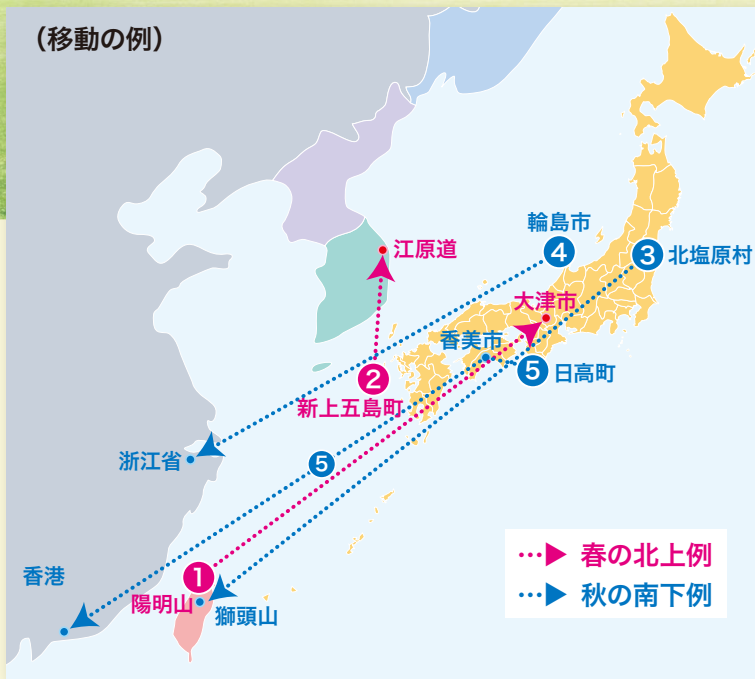 （移動の例）
輪島市
4
3
北塩原村
江原道
大津市
香美市
5
日高町
2
新上五島町
浙江省
5
香港
1
陽明山
獅頭山
春の北上例
秋の南下例